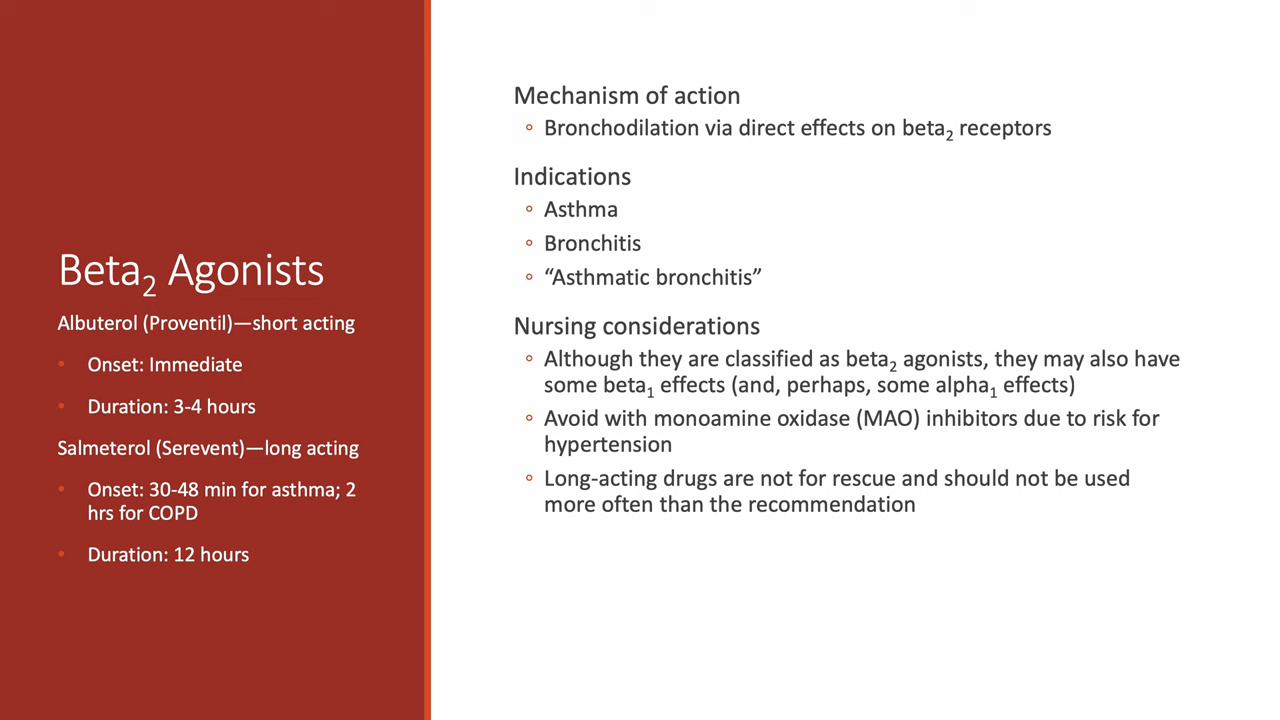 Beta₂ Agonists
Albuterol (Proventil)—short acting
• Onset: Immediate
• Duration: 3-4 hours
Salmeterol (Serevent)—long acting
• Onset: 30-48 min for asthma; 2
hrs for COPD
• Duration: 12 hours
Mechanism of action
◦ Bronchodilation via direct effects on beta₂ receptors
Indications
◦ Asthma
◦ Bronchitis
◦ “Asthmatic bronchitis”
Nursing considerations
◦ Although they are classified as beta₂ agonists, they may also have
some beta₁ effects (and, perhaps, some alpha₁ effects)
◦ Avoid with monoamine oxidase (MAO) inhibitors due to risk for
hypertension
◦ Long-acting drugs are not for rescue and should not be used
more often than the recommendation